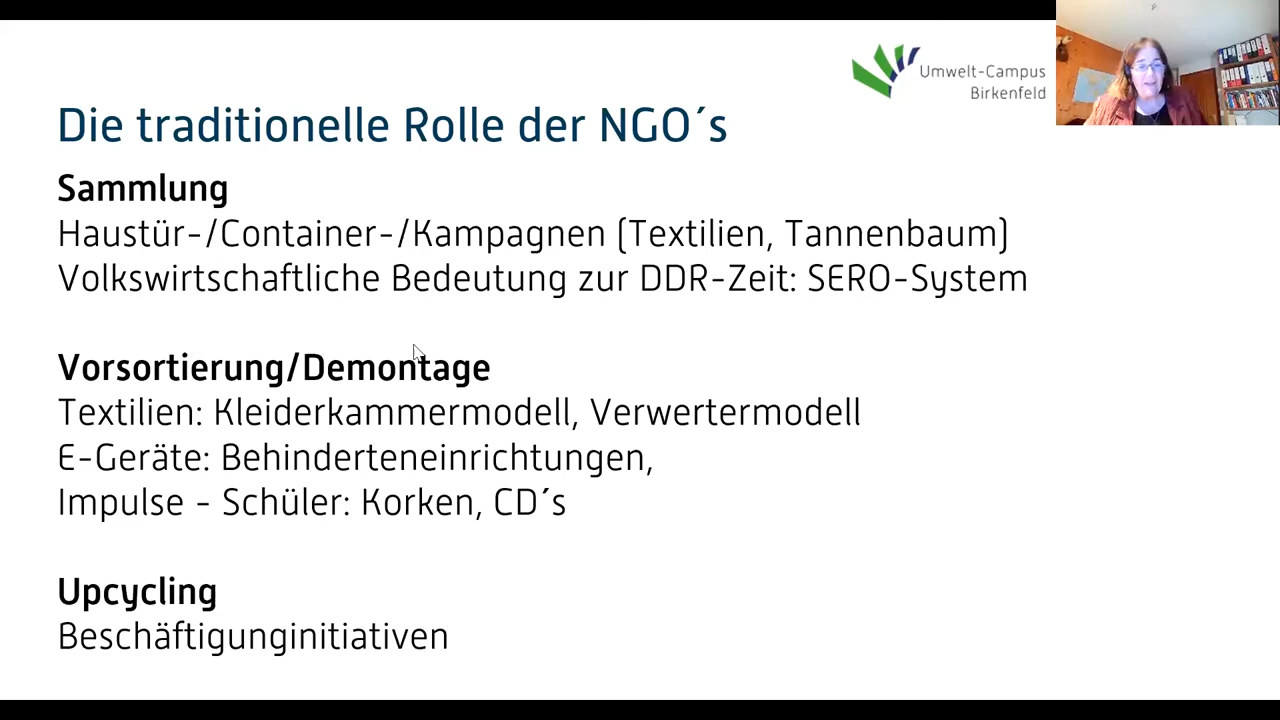 Umwelt-Campus
Birkenfeld
Die traditionelle Rolle der NGO´s
Sammlung
Haustür-/Container-/Kampagnen (Textilien, Tannenbaum)
Volkswirtschaftliche Bedeutung zur DDR-Zeit: SERO-System
Vorsortierung/Demontage
Textilien: Kleiderkammermodell, Verwertermodell
E-Geräte: Behinderteneinrichtungen,
Impulse - Schüler: Korken, CD´s
Upcycling
Beschäftigunginitiativen